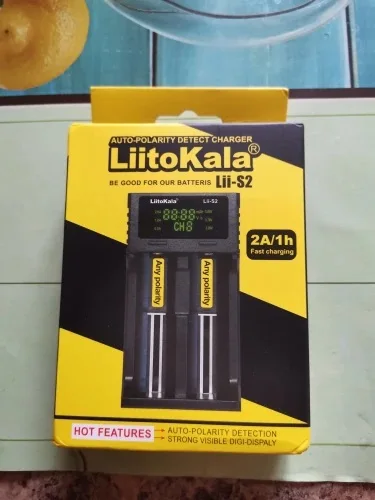 AUTO-POLARITY DETECT CHARGER
LiitoKala®
BE GOOD FOR OUR BATTERIS Lii-S2
LiitoKala Lii-S2
CH8
2A/1h
Fast charging
Any polarity Any polarity
HOT FEATURES AUTO-POLARITY DETECTION
STRONG VISIBLE DIGI-DISPALY